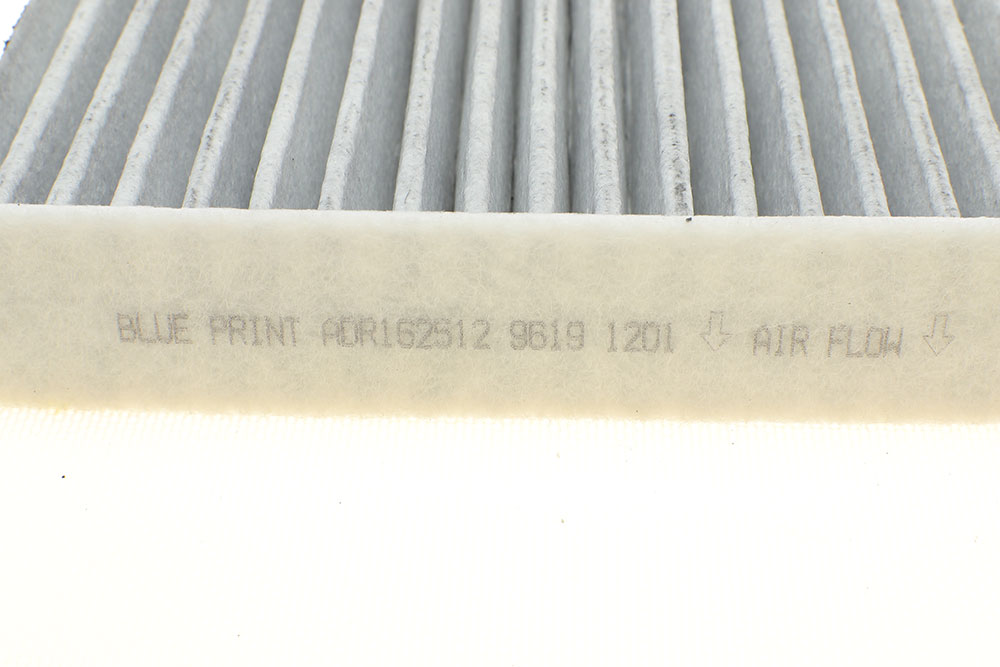 BLUE PRINT ADR162512 9619 1201 ⇩ AIR FLOW ⇩